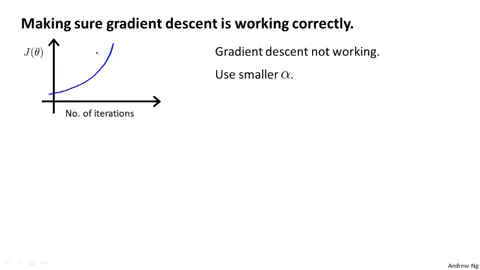 Making sure gradient descent is working correctly.
J(θ)
Gradient descent not working.
Use smaller α.
No. of iterations
Andrew Ng